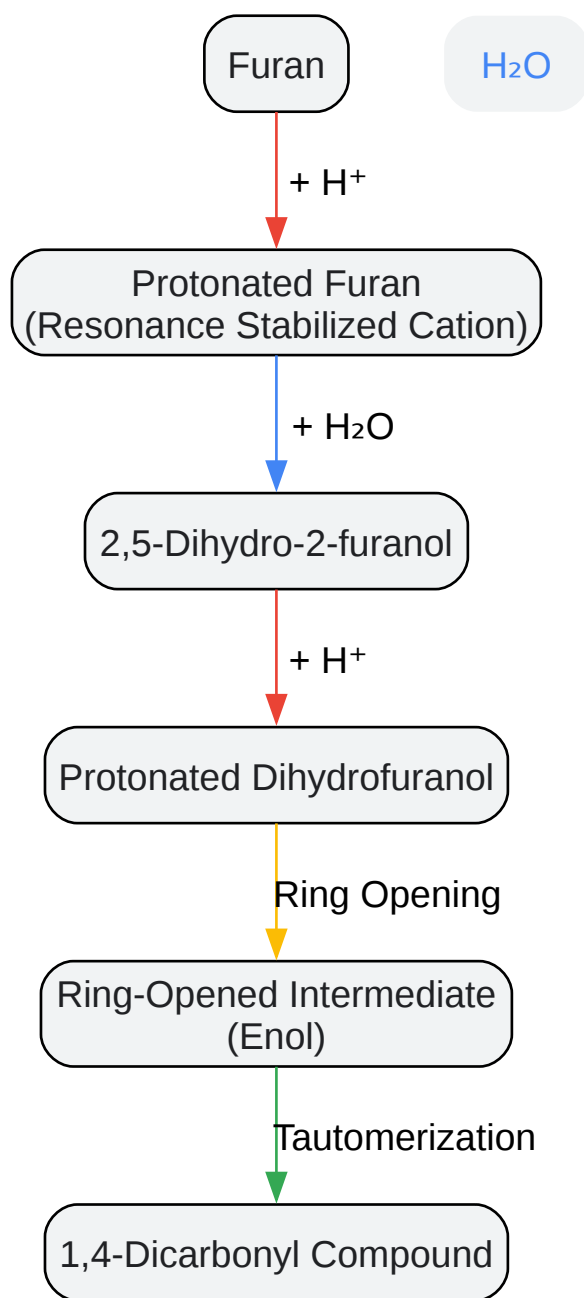 Furan
H₂O
+ H⁺
Protonated Furan
(Resonance Stabilized Cation)
+ H₂O
2,5-Dihydro-2-furanol
+ H⁺
Protonated Dihydrofuranol
Ring Opening
Ring-Opened Intermediate
(Enol)
Tautomerization
1,4-Dicarbonyl Compound